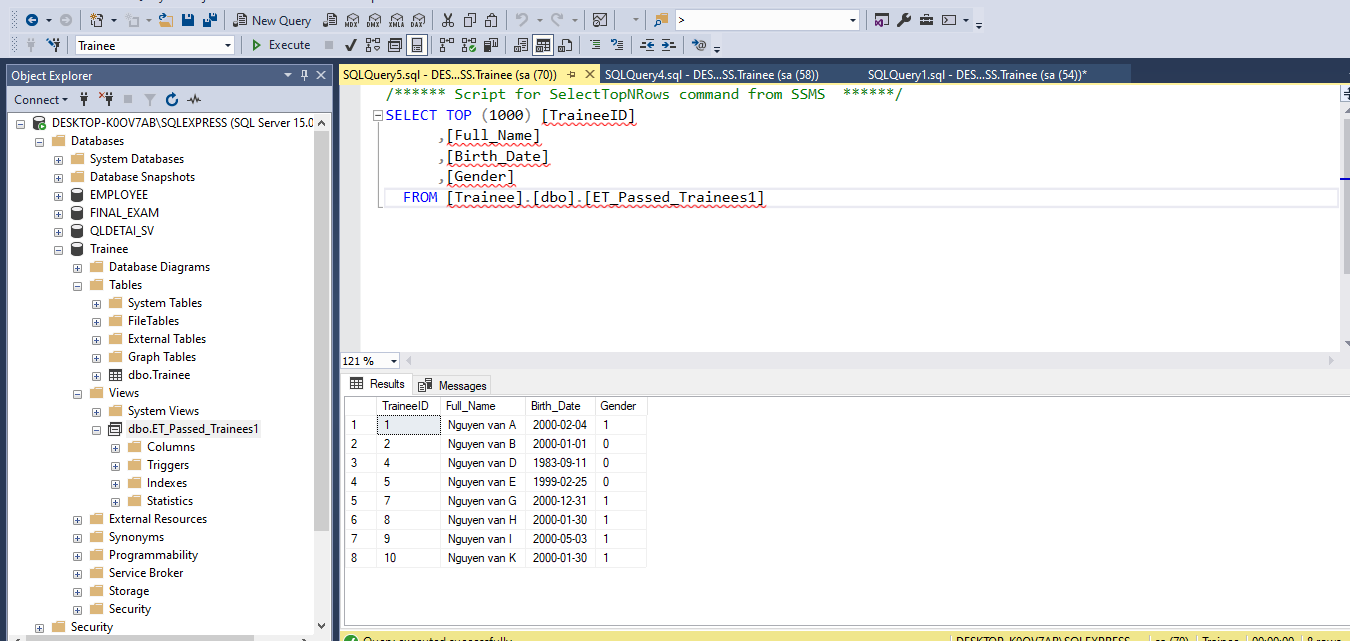 New Query
MDX
DMX
XMLA
DAX
>
Trainee
Execute
Object Explorer
Connect
DESKTOP-K0OV7AB\SQLEXPRESS (SQL Server 15.0
Databases
System Databases
Database Snapshots
EMPLOYEE
FINAL_EXAM
QLDETAI_SV
Trainee
Database Diagrams
Tables
System Tables
FileTables
External Tables
Graph Tables
dbo.Trainee
Views
System Views
dbo.ET_Passed_Trainees1
Columns
Triggers
Indexes
Statistics
External Resources
Synonyms
Programmability
Service Broker
Storage
Security
Security
SQLQuery5.sql - DES...SS.Trainee (sa (70))
SQLQuery4.sql - DES...SS.Trainee (sa (58))
SQLQuery1.sql - DES...SS.Trainee (sa (54))*
/****** Script for SelectTopNRows command from SSMS  ******/
SELECT TOP (1000) [TraineeID]
,[Full_Name]
,[Birth_Date]
,[Gender]
FROM [Trainee].[dbo].[ET_Passed_Trainees1]
121 %
Results Messages
TraineeID Full_Name Birth_Date Gender
1 1 Nguyen van A 2000-02-04 1
2 2 Nguyen van B 2000-01-01 0
3 4 Nguyen van D 1983-09-11 0
4 5 Nguyen van E 1999-02-25 0
5 7 Nguyen van G 2000-12-31 1
6 8 Nguyen van H 2000-01-30 1
7 9 Nguyen van I 2000-05-03 1
8 10 Nguyen van K 2000-01-30 1
Query executed successfully. DESKTOP-K0OV7AB\SQLEXPRESS sa (70) Trainee 00:00:00 8 rows